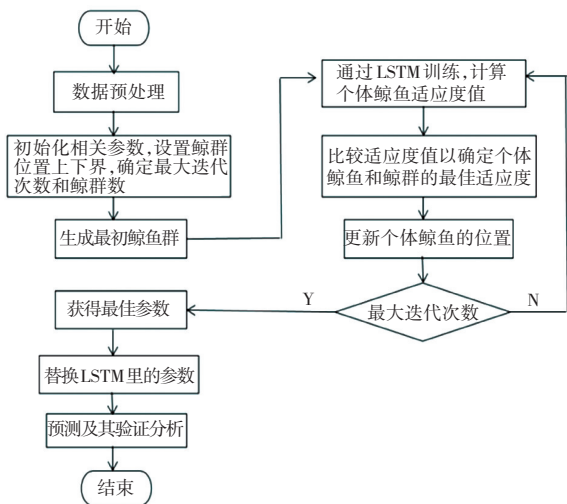 开始
数据预处理
初始化相关参数,设置鲸群
位置上下界,确定最大迭代
次数和鲸群数
生成最初鲸鱼群
通过LSTM训练,计算
个体鲸鱼适应度值
比较适应度值以确定个体
鲸鱼和鲸群的最佳适应度
更新个体鲸鱼的位置
最大迭代次数
Y
N
获得最佳参数
替换LSTM里的参数
预测及其验证分析
结束